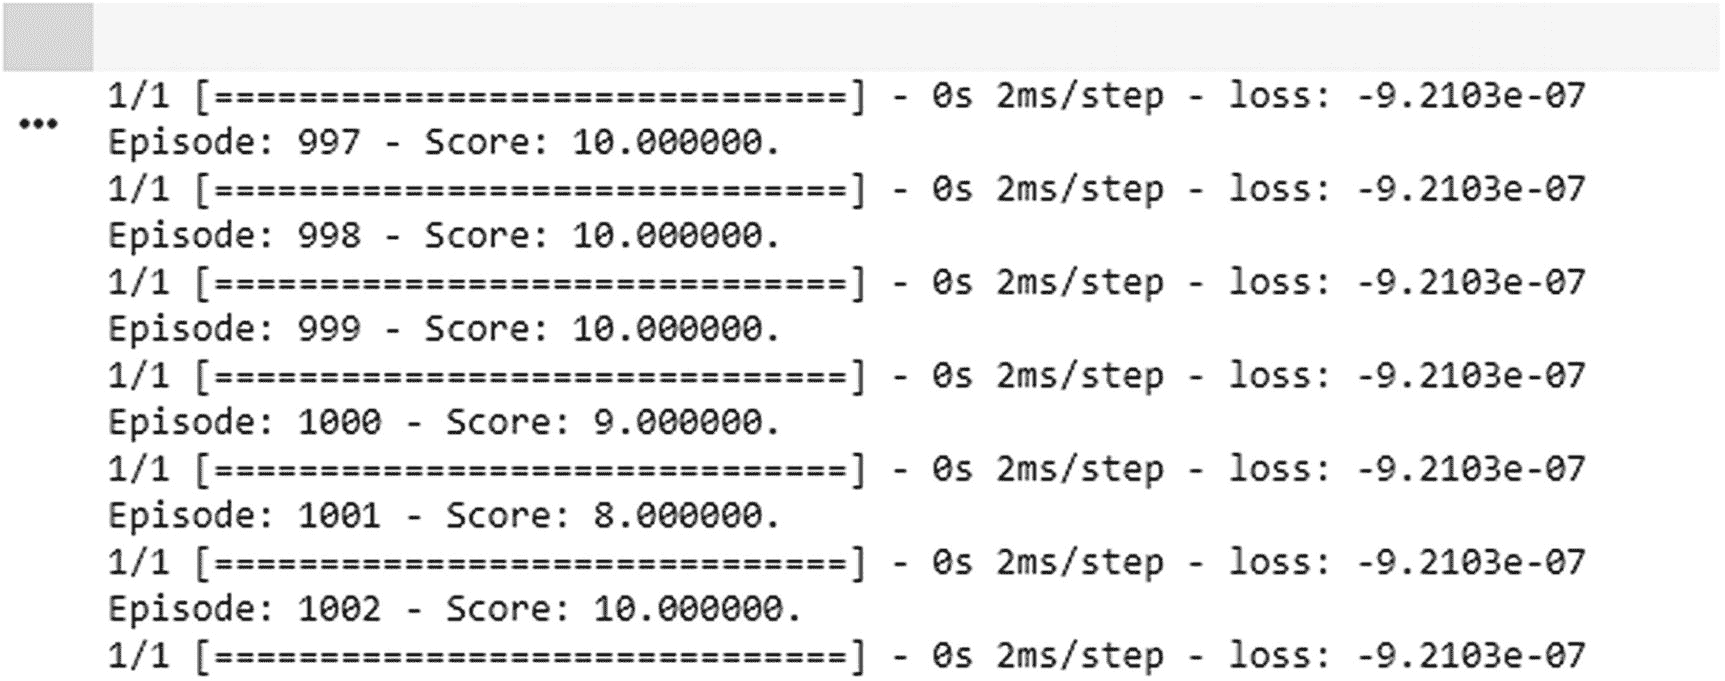 1/1 [==============================] - 0s 2ms/step - loss: -9.2103e-07
Episode: 997 - Score: 10.000000.
1/1 [==============================] - 0s 2ms/step - loss: -9.2103e-07
Episode: 998 - Score: 10.000000.
1/1 [==============================] - 0s 2ms/step - loss: -9.2103e-07
Episode: 999 - Score: 10.000000.
1/1 [==============================] - 0s 2ms/step - loss: -9.2103e-07
Episode: 1000 - Score: 9.000000.
1/1 [==============================] - 0s 2ms/step - loss: -9.2103e-07
Episode: 1001 - Score: 8.000000.
1/1 [==============================] - 0s 2ms/step - loss: -9.2103e-07
Episode: 1002 - Score: 10.000000.
1/1 [==============================] - 0s 2ms/step - loss: -9.2103e-07